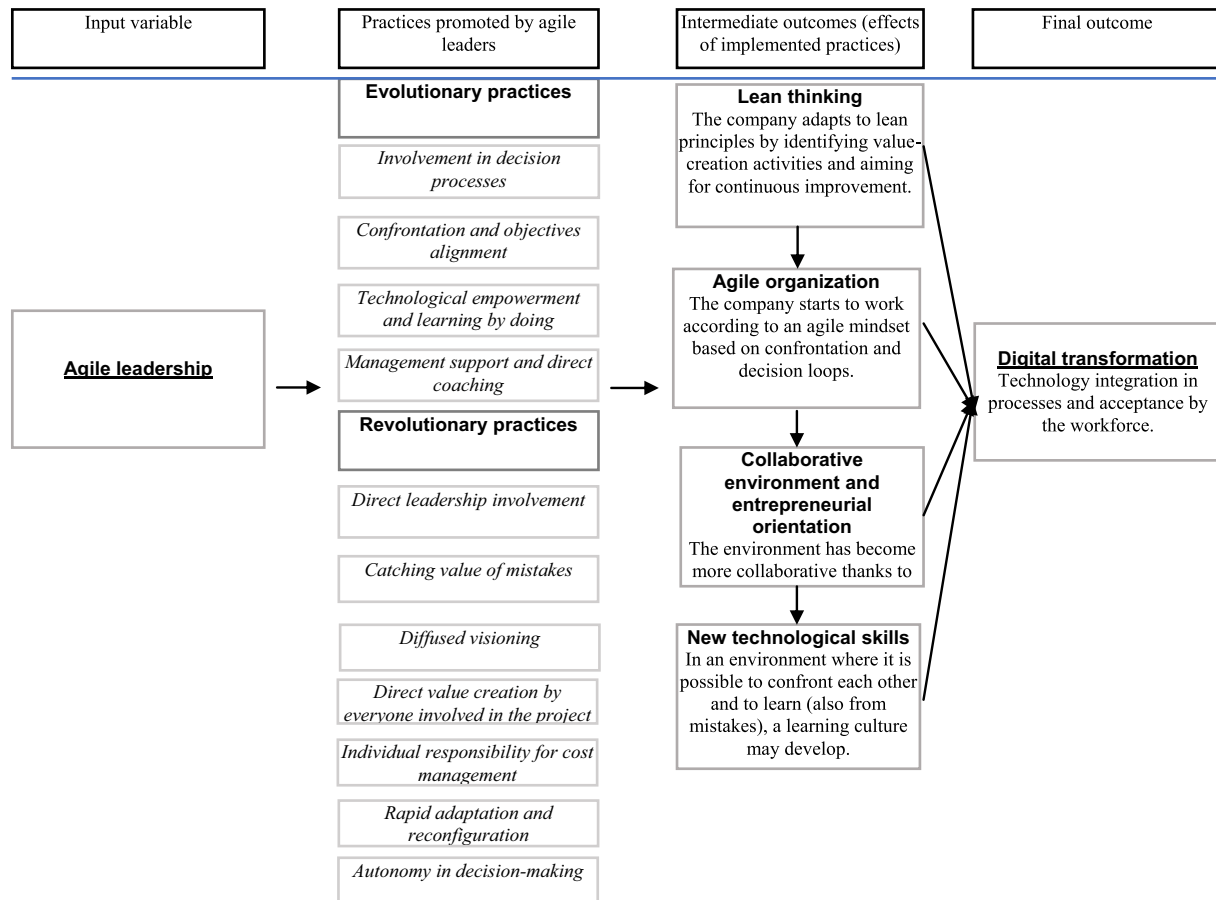 Input variable
Practices promoted by agile
leaders
Intermediate outcomes (effects
of implemented practices)
Final outcome
Agile leadership
Evolutionary practices
Involvement in decision
processes
Confrontation and objectives
alignment
Technological empowerment
and learning by doing
Management support and direct
coaching
Revolutionary practices
Direct leadership involvement
Catching value of mistakes
Diffused visioning
Direct value creation by
everyone involved in the project
Individual responsibility for cost
management
Rapid adaptation and
reconfiguration
Autonomy in decision-making
Lean thinking
The company adapts to lean
principles by identifying value-
creation activities and aiming
for continuous improvement.
Agile organization
The company starts to work
according to an agile mindset
based on confrontation and
decision loops.
Collaborative
environment and
entrepreneurial
orientation
The environment has become
more collaborative thanks to
New technological skills
In an environment where it is
possible to confront each other
and to learn (also from
mistakes), a learning culture
may develop.
Digital transformation
Technology integration in
processes and acceptance by
the workforce.